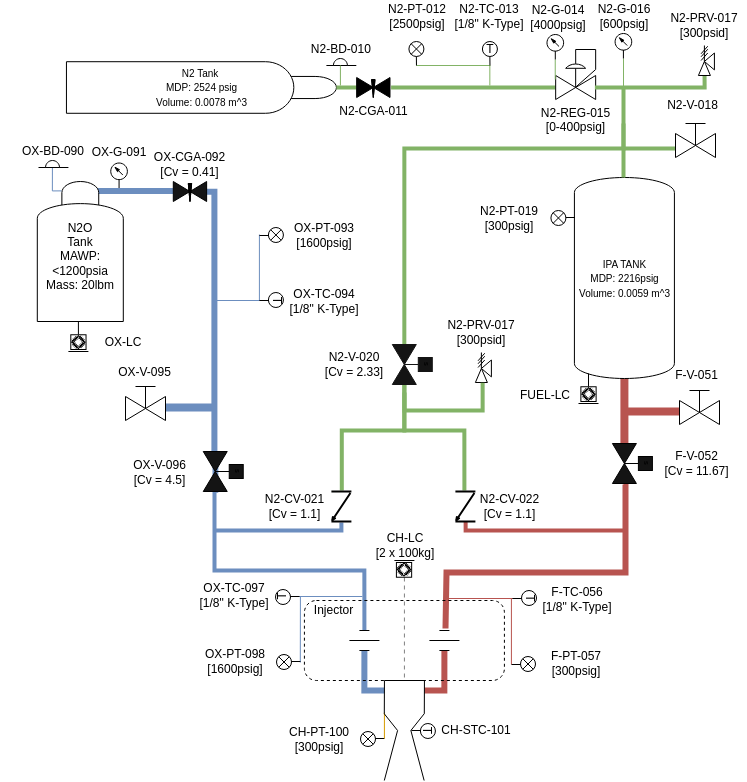 N2-PT-012
[2500psig]
N2-TC-013
[1/8" K-Type]
N2-G-014
[4000psig]
N2-G-016
[600psig]
N2-PRV-017
[300psid]
N2-BD-010
N2 Tank
MDP: 2524 psig
Volume: 0.0078 m^3
T
N2-CGA-011
N2-REG-015
[0-400psig]
N2-V-018
OX-BD-090
OX-G-091
OX-CGA-092
[Cv = 0.41]
N2O
Tank
MAWP:
<1200psia
Mass: 20lbm
OX-PT-093
[1600psig]
N2-PT-019
[300psig]
IPA TANK
MDP: 2216psig
Volume: 0.0059 m^3
OX-TC-094
[1/8" K-Type]
OX-LC
N2-PRV-017
[300psid]
N2-V-020
[Cv = 2.33]
OX-V-095
FUEL-LC
F-V-051
OX-V-096
[Cv = 4.5]
F-V-052
[Cv = 11.67]
N2-CV-021
[Cv = 1.1]
N2-CV-022
[Cv = 1.1]
CH-LC
[2 x 100kg]
OX-TC-097
[1/8" K-Type]
Injector
F-TC-056
[1/8" K-Type]
OX-PT-098
[1600psig]
F-PT-057
[300psig]
CH-PT-100
[300psig]
CH-STC-101